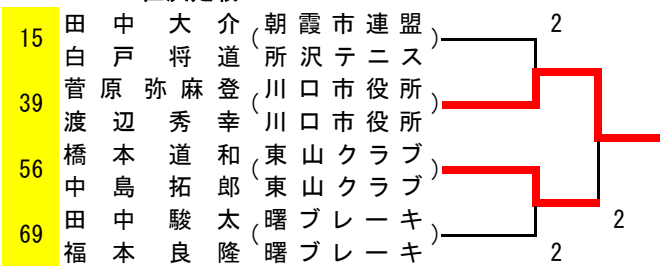 15 田中大介(朝霞市連盟) 2
白戸将道 所沢テニス
39 菅原弥麻登(川口市役所)
渡辺秀幸 川口市役所
56 橋本道和(東山クラブ)
中島拓郎 東山クラブ
69 田中駿太(曙ブレーキ) 2
福本良隆 曙ブレーキ 2